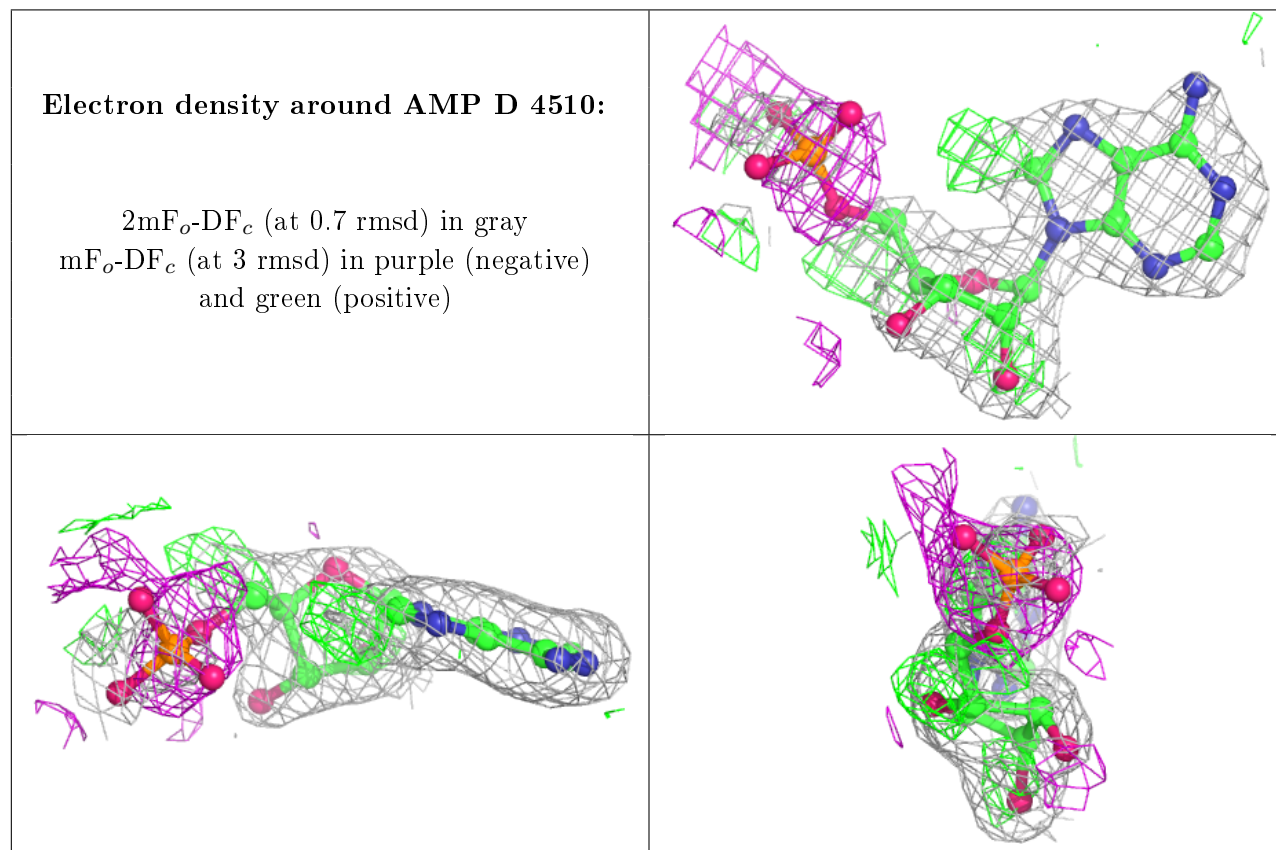 Electron density around AMP D 4510:
2mFₒ-DF𝒸 (at 0.7 rmsd) in gray
mFₒ-DF𝒸 (at 3 rmsd) in purple (negative)
and green (positive)